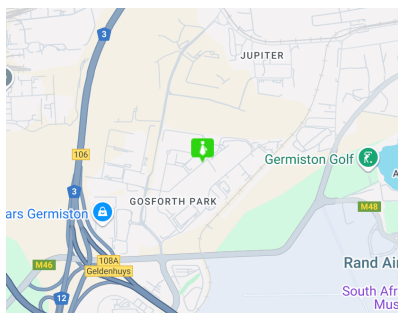 3
JUPITER
106
Germiston Golf
3
A
GOSFORTH PARK
ars Germiston
M48
M46
108A
Geldenhuys
Rand Air
12
South Afr
Mus